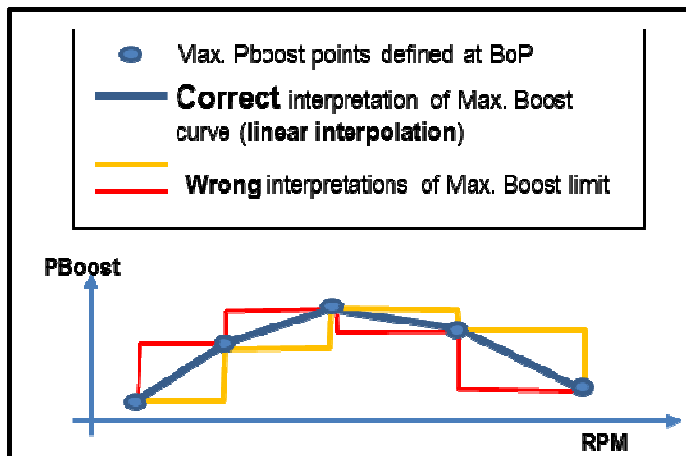 Max. Pboost points defined at BoP
Correct interpretation of Max. Boost
curve (linear interpolation)
Wrong interpretations of Max. Boost limit
PBoost
RPM